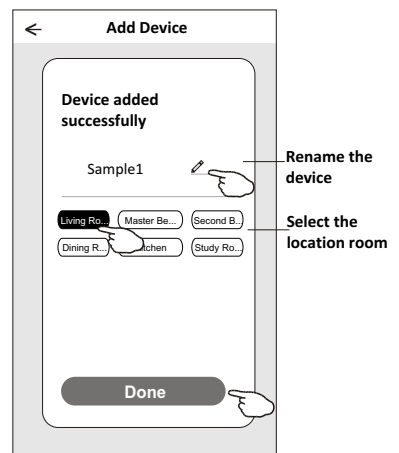 Add Device
Device added
successfully
Sample1
Rename the
device
Living Ro...
Master Be...
Second B...
Select the
location room
Dining R...
tchen
Study Ro...
Done